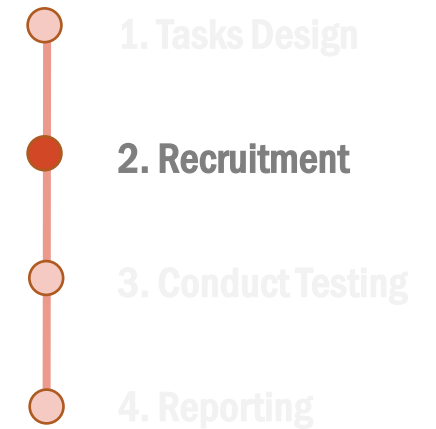 1. Tasks Design
2. Recruitment
3. Conduct Testing
4. Reporting